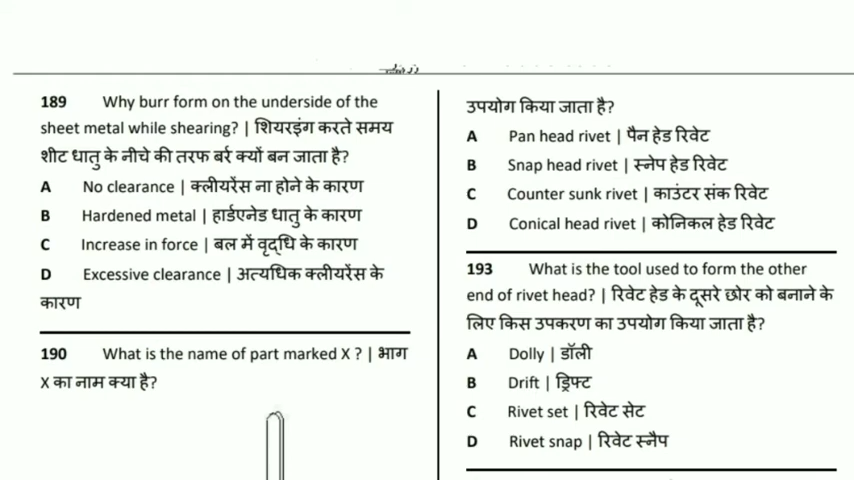 189 Why burr form on the underside of the
sheet metal while shearing? | शियरइंग करते समय
शीट धातु के नीचे की तरफ बर्र क्यों बन जाता है?
A No clearance | क्लीयरेंस ना होने के कारण
B Hardened metal | हार्डएनेड धातु के कारण
C Increase in force | बल में वृद्धि के कारण
D Excessive clearance | अत्यधिक क्लीयरेंस के
कारण
190 What is the name of part marked X ? | भाग
X का नाम क्या है?
उपयोग किया जाता है?
A Pan head rivet | पैन हेड रिवेट
B Snap head rivet | स्नेप हेड रिवेट
C Counter sunk rivet | काउंटर संक रिवेट
D Conical head rivet | कोनिकल हेड रिवेट
193 What is the tool used to form the other
end of rivet head? | रिवेट हेड के दूसरे छोर को बनाने के
लिए किस उपकरण का उपयोग किया जाता है?
A Dolly | डॉली
B Drift | ड्रिफ्ट
C Rivet set | रिवेट सेट
D Rivet snap | रिवेट स्नैप